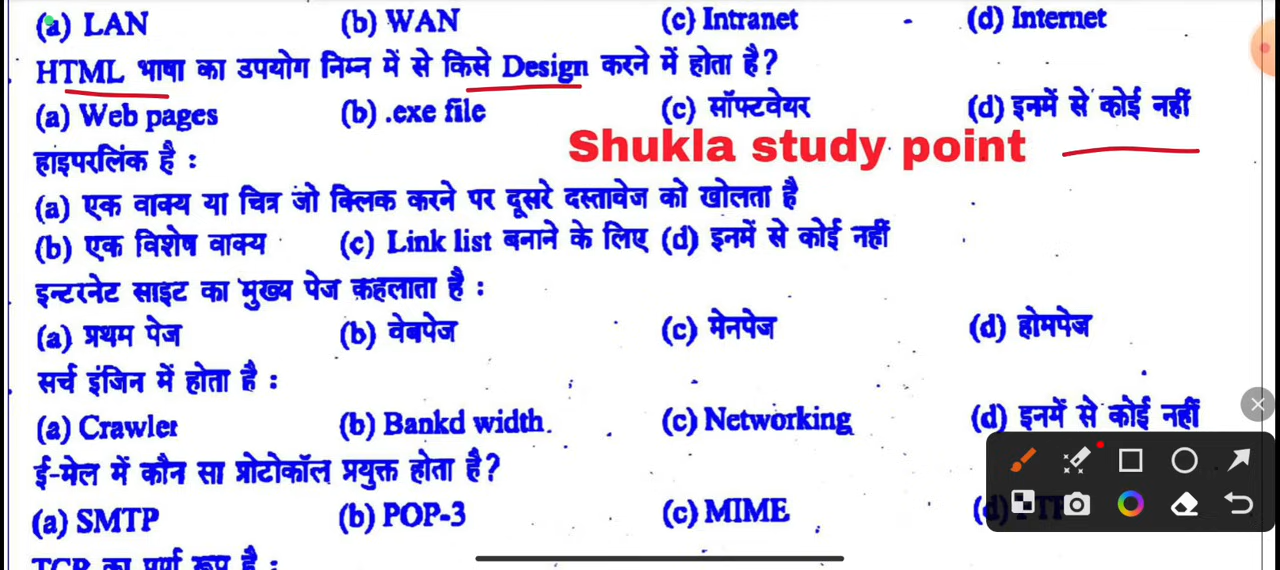 (a) LAN (b) WAN (c) Intranet (d) Internet
HTML भाषा का उपयोग निम्न में से किसे Design करने में होता है?
(a) Web pages (b) .exe file (c) सॉफ्टवेयर (d) इनमें से कोई नहीं
Shukla study point
हाइपरलिंक है :
(a) एक वाक्य या चित्र जो क्लिक करने पर दूसरे दस्तावेज को खोलता है
(b) एक विशेष वाक्य (c) Link list बनाने के लिए (d) इनमें से कोई नहीं
इन्टरनेट साइट का मुख्य पेज कहलाता है :
(a) प्रथम पेज (b) वेबपेज (c) मेनपेज (d) होमपेज
सर्च इंजिन में होता है :
(a) Crawler (b) Bankd width (c) Networking (d) इनमें से कोई नहीं
ई-मेल में कौन सा प्रोटोकॉल प्रयुक्त होता है?
(a) SMTP (b) POP-3 (c) MIME
TCP का पूर्ण रूप है :